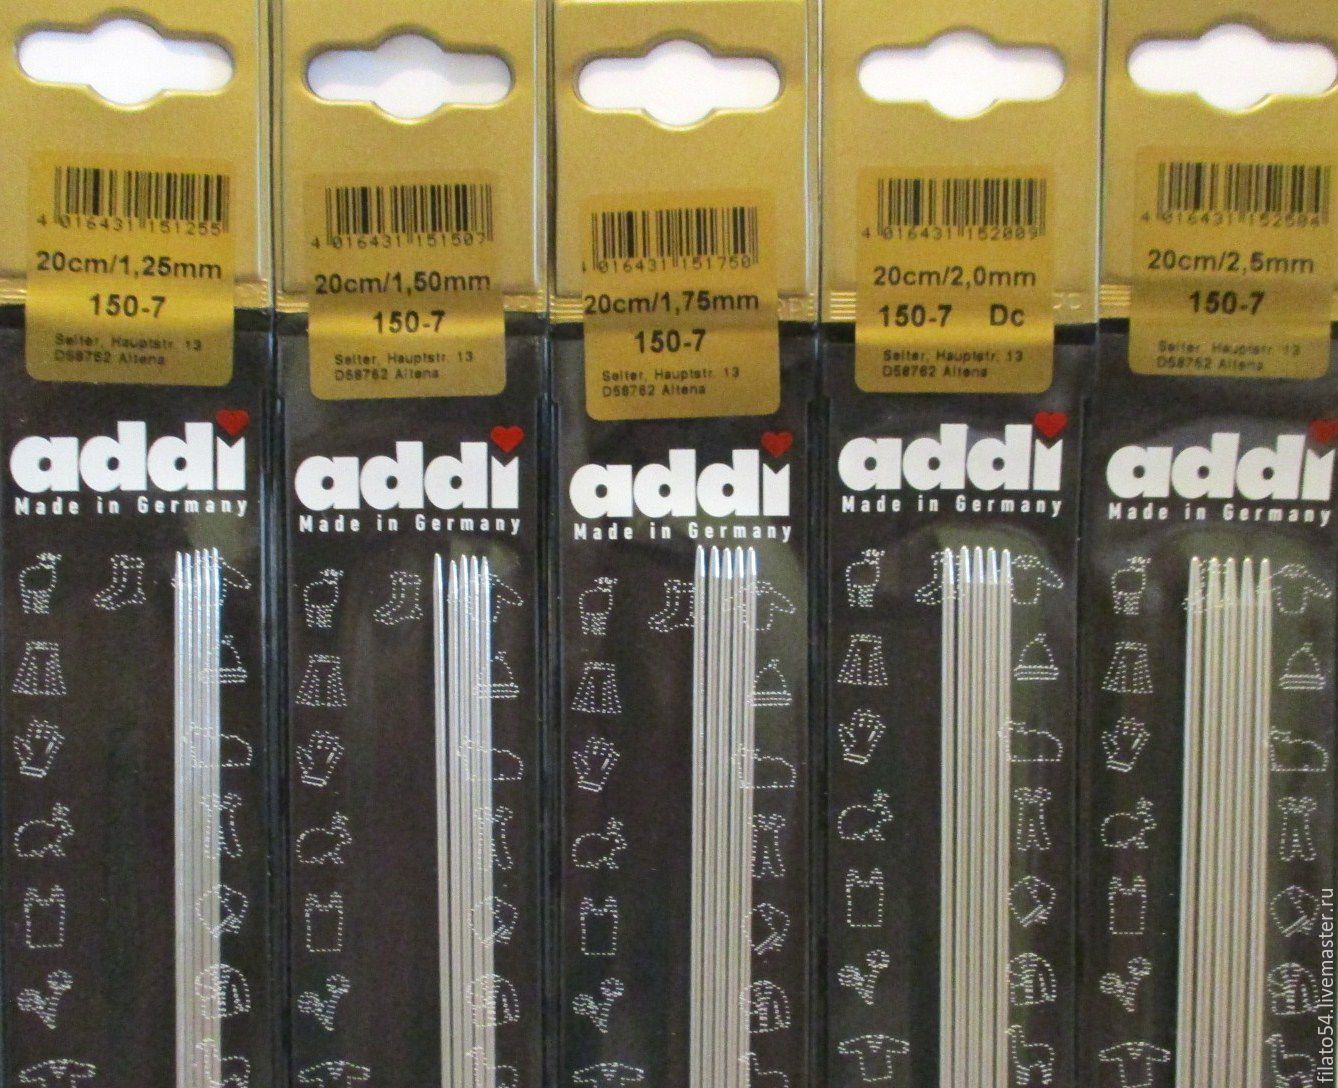 4 016431 151255
20cm/1,25mm
150-7
Selter, Hauptstr. 13
D58762 Altena
addi
Made in Germany
4 016431 151507
20cm/1,50mm
150-7
Selter, Hauptstr. 13
D58762 Altena
addi
Made in Germany
4 016431 151750
20cm/1,75mm
150-7
Selter, Hauptstr. 13
D58762 Altena
addi
Made in Germany
4 016431 152009
20cm/2,0mm
150-7 Dc
Selter, Hauptstr. 13
D58762 Altena
addi
Made in Germany
4 016431
20cm/2,5mm
150-7
Selter, Hauptstr. 13
D58762 Altena
addi
Made in Germany
filato54.livemaster.ru